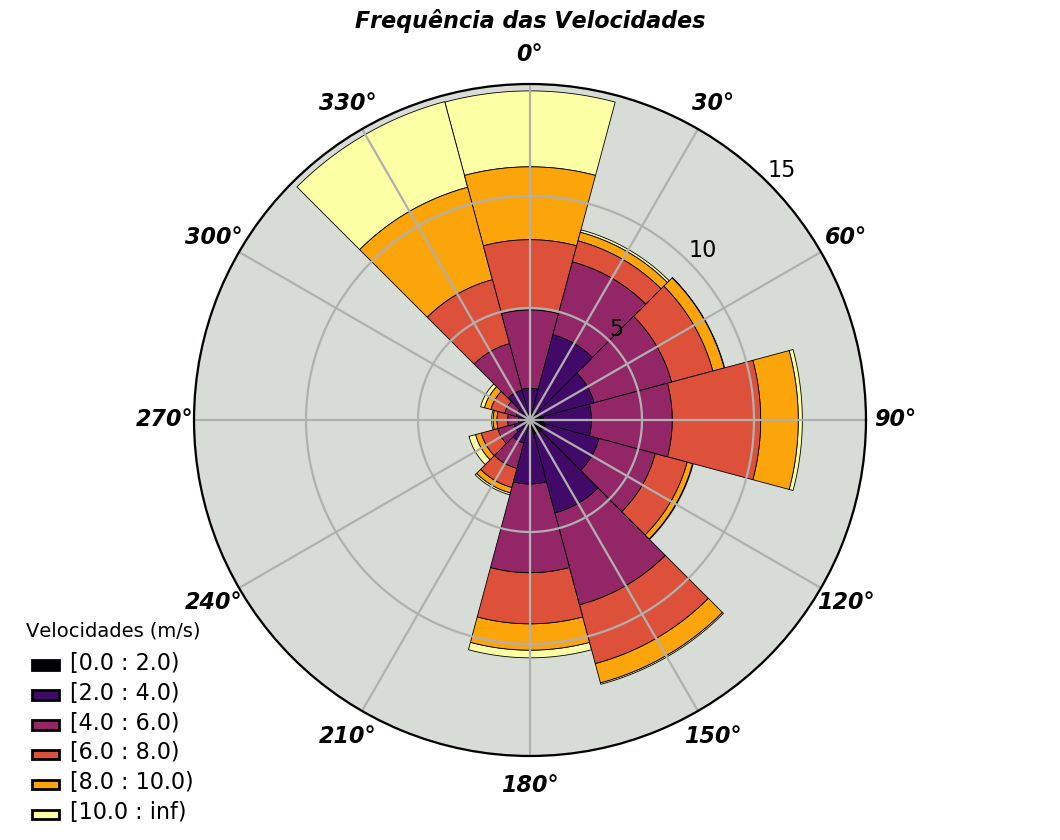 Frequência das Velocidades
0°
330°
30°
15
300°
60°
10
5
270°
90°
240°
120°
210°
150°
180°
Velocidades (m/s)
[0.0 : 2.0)
[2.0 : 4.0)
[4.0 : 6.0)
[6.0 : 8.0)
[8.0 : 10.0)
[10.0 : inf)